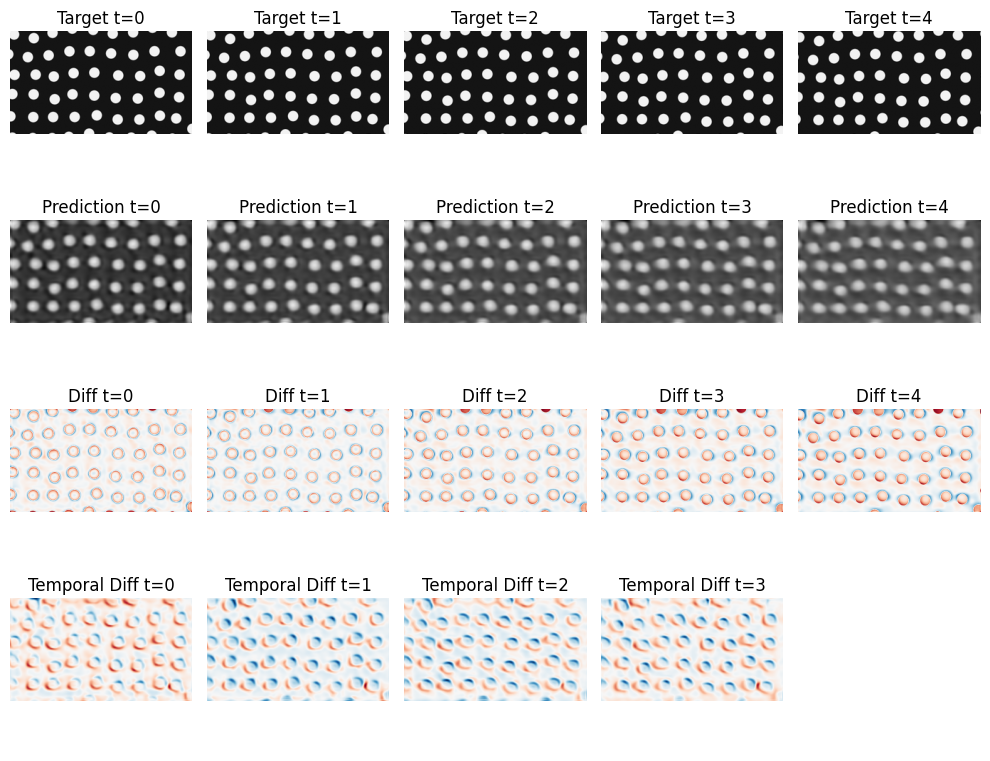 Target t=0 Target t=1 Target t=2 Target t=3 Target t=4
Prediction t=0 Prediction t=1 Prediction t=2 Prediction t=3 Prediction t=4
Diff t=0 Diff t=1 Diff t=2 Diff t=3 Diff t=4
Temporal Diff t=0 Temporal Diff t=1 Temporal Diff t=2 Temporal Diff t=3